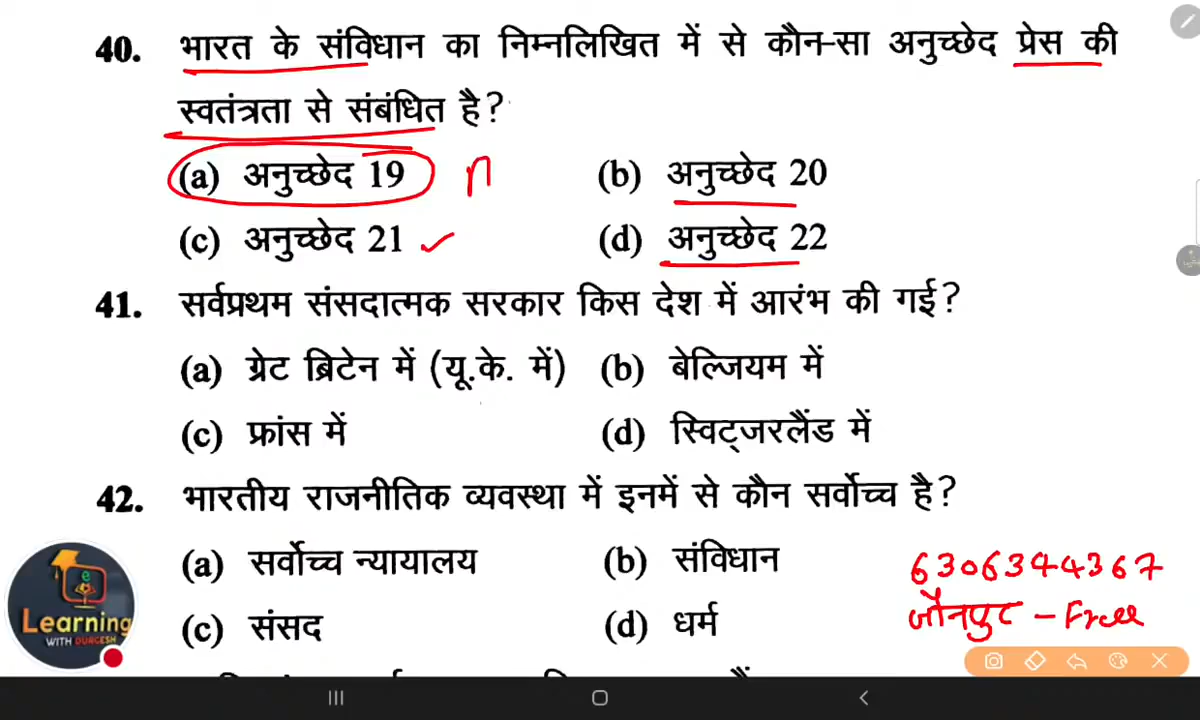 40. भारत के संविधान का निम्नलिखित में से कौन-सा अनुच्छेद प्रेस की
स्वतंत्रता से संबंधित है?
(a) अनुच्छेद 19 (b) अनुच्छेद 20
(c) अनुच्छेद 21 (d) अनुच्छेद 22
41. सर्वप्रथम संसदात्मक सरकार किस देश में आरंभ की गई?
(a) ग्रेट ब्रिटेन में (यू.के. में) (b) बेल्जियम में
(c) फ्रांस में (d) स्विट्जरलैंड में
42. भारतीय राजनीतिक व्यवस्था में इनमें से कौन सर्वोच्च है?
(a) सर्वोच्च न्यायालय (b) संविधान
(c) संसद (d) धर्म
6306344367
जौनपुर - Free
e
Learning
WITH DURGESH